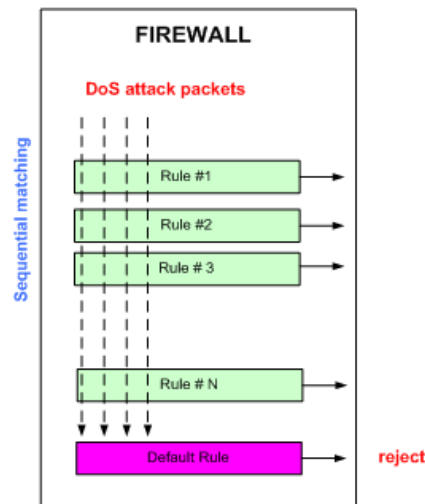 FIREWALL
DoS attack packets
Sequential matching
Rule #1
Rule #2
Rule # 3
Rule # N
Default Rule
reject